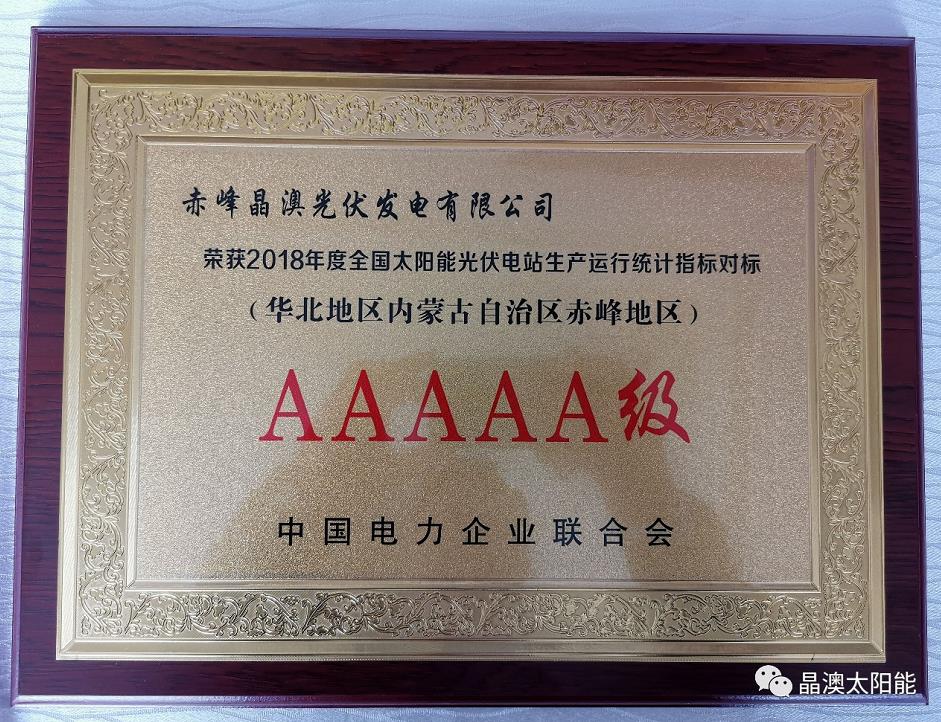 赤峰晶澳光伏发电有限公司
荣获2018年度全国太阳能光伏电站生产运行统计指标对标
(华北地区内蒙古自治区赤峰地区)
AAAAA级
中国电力企业联合会
晶澳太阳能